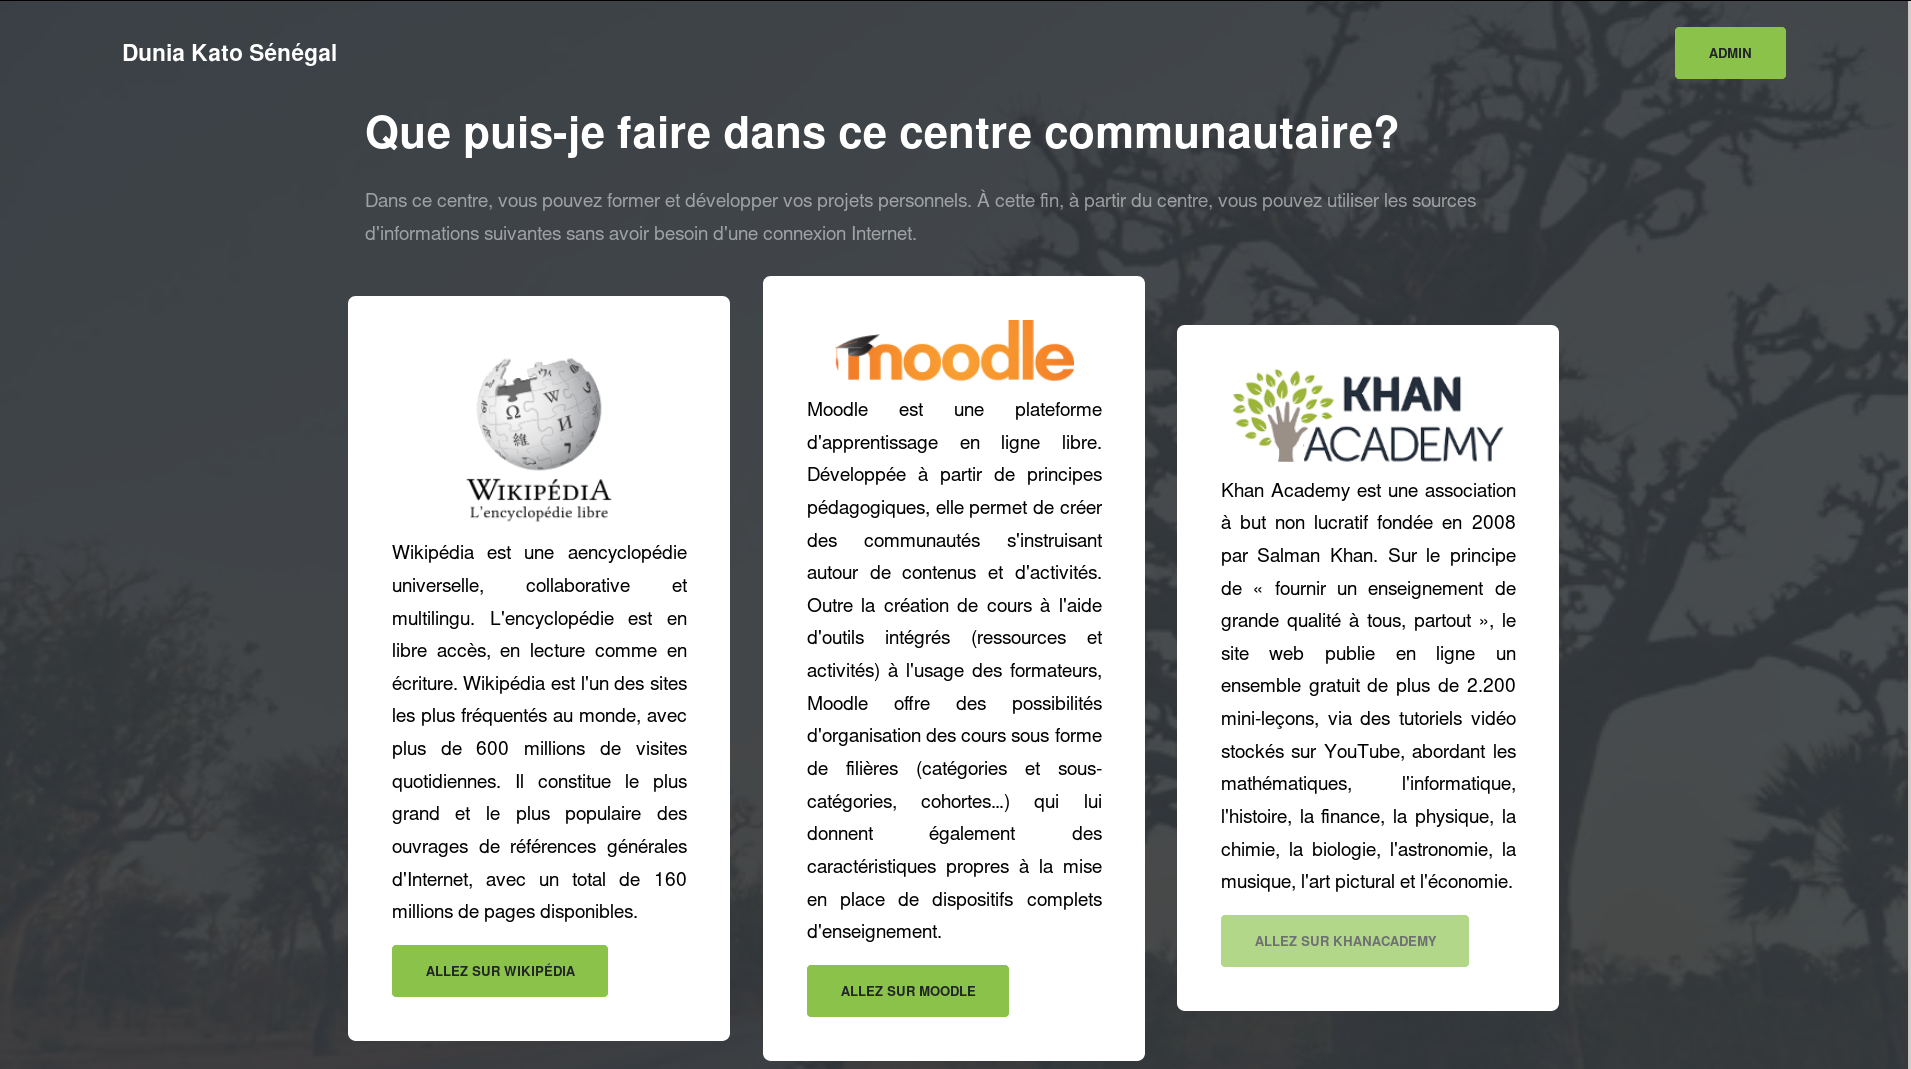 Dunia Kato Sénégal
ADMIN
Que puis-je faire dans ce centre communautaire?
Dans ce centre, vous pouvez former et développer vos projets personnels. À cette fin, à partir du centre, vous pouvez utiliser les sources
d'informations suivantes sans avoir besoin d'une connexion Internet.
Ω
W
И
維
WIKIPÉDIA
L'encyclopédie libre
Wikipédia est une aencyclopédie
universelle, collaborative et
multilingu. L'encyclopédie est en
libre accès, en lecture comme en
écriture. Wikipédia est l'un des sites
les plus fréquentés au monde, avec
plus de 600 millions de visites
quotidiennes. Il constitue le plus
grand et le plus populaire des
ouvrages de références générales
d'Internet, avec un total de 160
millions de pages disponibles.
ALLEZ SUR WIKIPÉDIA
moodle
Moodle est une plateforme
d'apprentissage en ligne libre.
Développée à partir de principes
pédagogiques, elle permet de créer
des communautés s'instruisant
autour de contenus et d'activités.
Outre la création de cours à l'aide
d'outils intégrés (ressources et
activités) à l'usage des formateurs,
Moodle offre des possibilités
d'organisation des cours sous forme
de filières (catégories et sous-
catégories, cohortes...) qui lui
donnent également des
caractéristiques propres à la mise
en place de dispositifs complets
d'enseignement.
ALLEZ SUR MOODLE
KHAN
ACADEMY
Khan Academy est une association
à but non lucratif fondée en 2008
par Salman Khan. Sur le principe
de « fournir un enseignement de
grande qualité à tous, partout », le
site web publie en ligne un
ensemble gratuit de plus de 2.200
mini-leçons, via des tutoriels vidéo
stockés sur YouTube, abordant les
mathématiques, l'informatique,
l'histoire, la finance, la physique, la
chimie, la biologie, l'astronomie, la
musique, l'art pictural et l'économie.
ALLEZ SUR KHANACADEMY